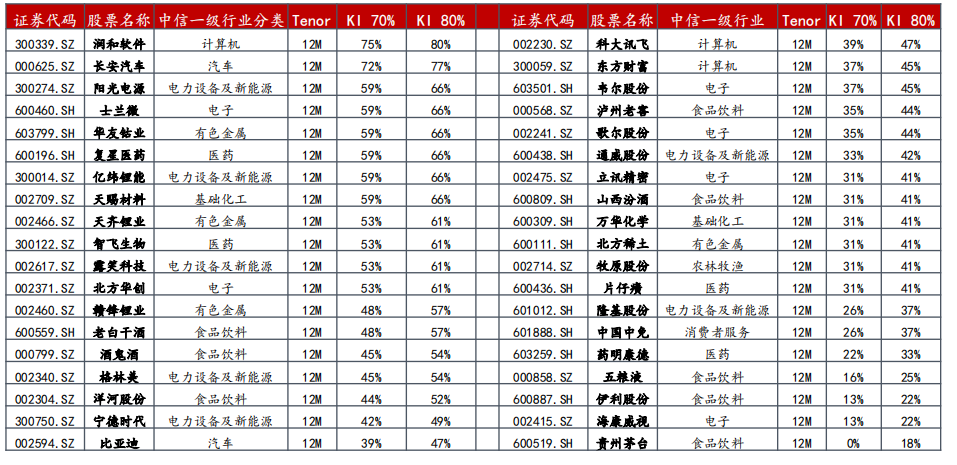 证券代码 股票名称 中信一级行业分类 Tenor KI 70% KI 80% 证券代码 股票名称 中信一级行业 Tenor KI 70% KI 80%
300339.SZ 润和软件 计算机 12M 75% 80% 002230.SZ 科大讯飞 计算机 12M 39% 47%
000625.SZ 长安汽车 汽车 12M 72% 77% 300059.SZ 东方财富 计算机 12M 37% 45%
300274.SZ 阳光电源 电力设备及新能源 12M 59% 66% 603501.SH 韦尔股份 电子 12M 37% 45%
600460.SH 士兰微 电子 12M 59% 66% 000568.SZ 泸州老窖 食品饮料 12M 35% 44%
603799.SH 华友钴业 有色金属 12M 59% 66% 002241.SZ 歌尔股份 电子 12M 35% 44%
600196.SH 复星医药 医药 12M 59% 66% 600438.SH 通威股份 电力设备及新能源 12M 33% 42%
300014.SZ 亿纬锂能 电力设备及新能源 12M 59% 66% 002475.SZ 立讯精密 电子 12M 31% 41%
002709.SZ 天赐材料 基础化工 12M 59% 66% 600809.SH 山西汾酒 食品饮料 12M 31% 41%
002466.SZ 天齐锂业 有色金属 12M 53% 61% 600309.SH 万华化学 基础化工 12M 31% 41%
300122.SZ 智飞生物 医药 12M 53% 61% 600111.SH 北方稀土 有色金属 12M 31% 41%
002617.SZ 露笑科技 电力设备及新能源 12M 53% 61% 002714.SZ 牧原股份 农林牧渔 12M 31% 41%
002371.SZ 北方华创 电子 12M 53% 61% 600436.SH 片仔癀 医药 12M 31% 41%
002460.SZ 赣锋锂业 有色金属 12M 48% 57% 601012.SH 隆基股份 电力设备及新能源 12M 26% 37%
600559.SH 老白干酒 食品饮料 12M 48% 57% 601888.SH 中国中免 消费者服务 12M 26% 37%
000799.SZ 酒鬼酒 食品饮料 12M 45% 54% 603259.SH 药明康德 医药 12M 22% 33%
002340.SZ 格林美 电力设备及新能源 12M 45% 54% 000858.SZ 五粮液 食品饮料 12M 16% 25%
002304.SZ 洋河股份 食品饮料 12M 44% 52% 600887.SH 伊利股份 食品饮料 12M 13% 22%
300750.SZ 宁德时代 电力设备及新能源 12M 42% 49% 002415.SZ 海康威视 电子 12M 13% 22%
002594.SZ 比亚迪 汽车 12M 39% 47% 600519.SH 贵州茅台 食品饮料 12M 0% 18%